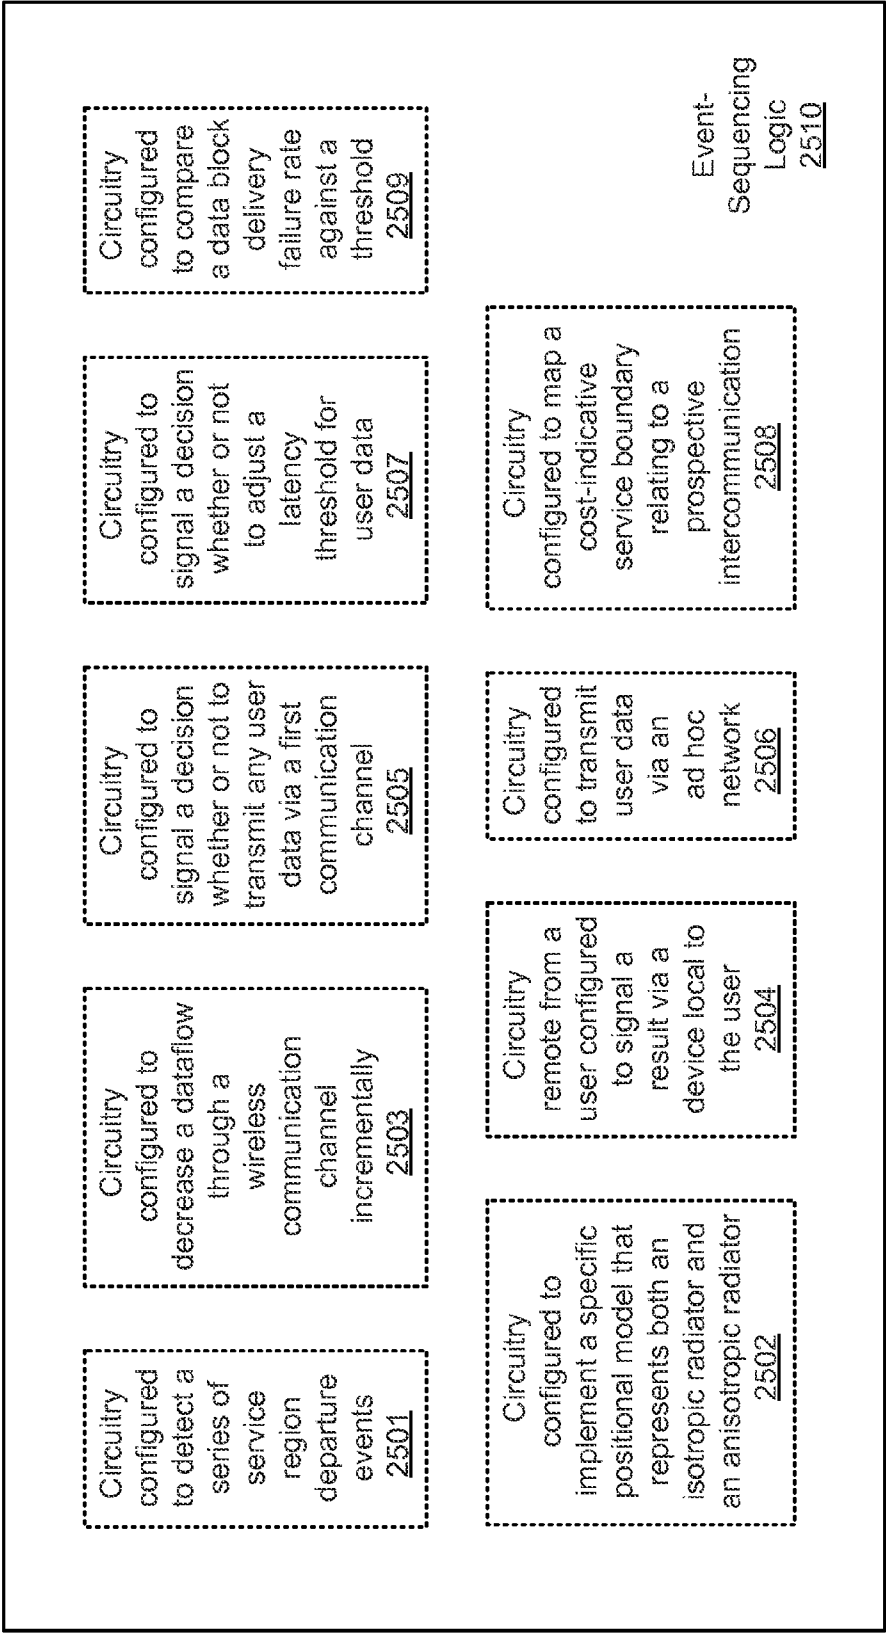 Circuitry
configured
to detect a
series of
service
region
departure
events
2501
Circuitry
configured to
decrease a dataflow
through a
wireless
communication
channel
incrementally
2503
Circuitry
configured to
signal a decision
whether or not to
transmit any user
data via a first
communication
channel
2505
Circuitry
configured to
signal a decision
whether or not
to adjust a
latency
threshold for
user data
2507
Circuitry
configured
to compare
a data block
delivery
failure rate
against a
threshold
2509
Circuitry
configured to
implement a specific
positional model that
represents both an
isotropic radiator and
an anisotropic radiator
2502
Circuitry
remote from a
user configured
to signal a
result via a
device local to
the user
2504
Circuitry
configured
to transmit
user data
via an
ad hoc
network
2506
Circuitry
configured to map a
cost-indicative
service boundary
relating to a
prospective
intercommunication
2508
Event-
Sequencing
Logic
2510